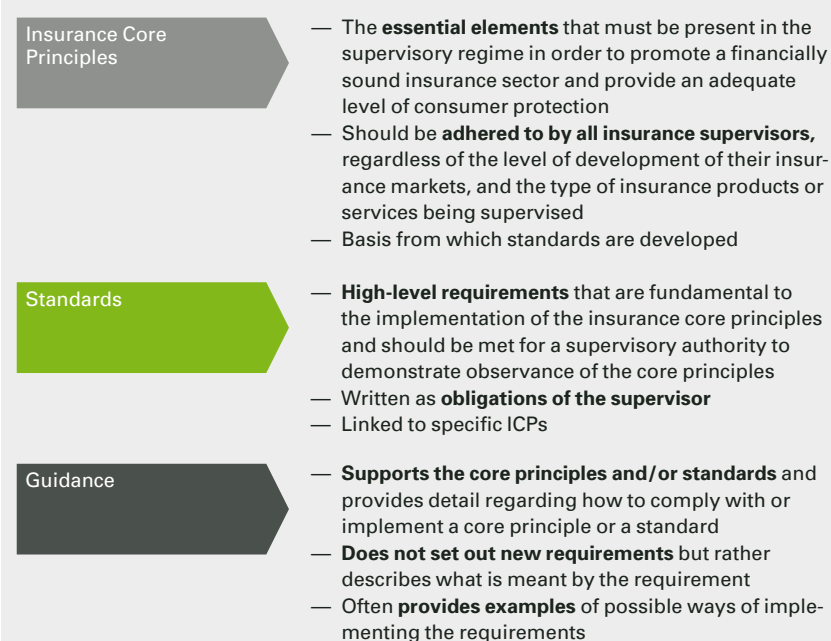 Insurance Core
Principles
— The essential elements that must be present in the
supervisory regime in order to promote a financially
sound insurance sector and provide an adequate
level of consumer protection
— Should be adhered to by all insurance supervisors,
regardless of the level of development of their insur-
ance markets, and the type of insurance products or
services being supervised
— Basis from which standards are developed
Standards
— High-level requirements that are fundamental to
the implementation of the insurance core principles
and should be met for a supervisory authority to
demonstrate observance of the core principles
— Written as obligations of the supervisor
— Linked to specific ICPs
Guidance
— Supports the core principles and/or standards and
provides detail regarding how to comply with or
implement a core principle or a standard
— Does not set out new requirements but rather
describes what is meant by the requirement
— Often provides examples of possible ways of imple-
menting the requirements